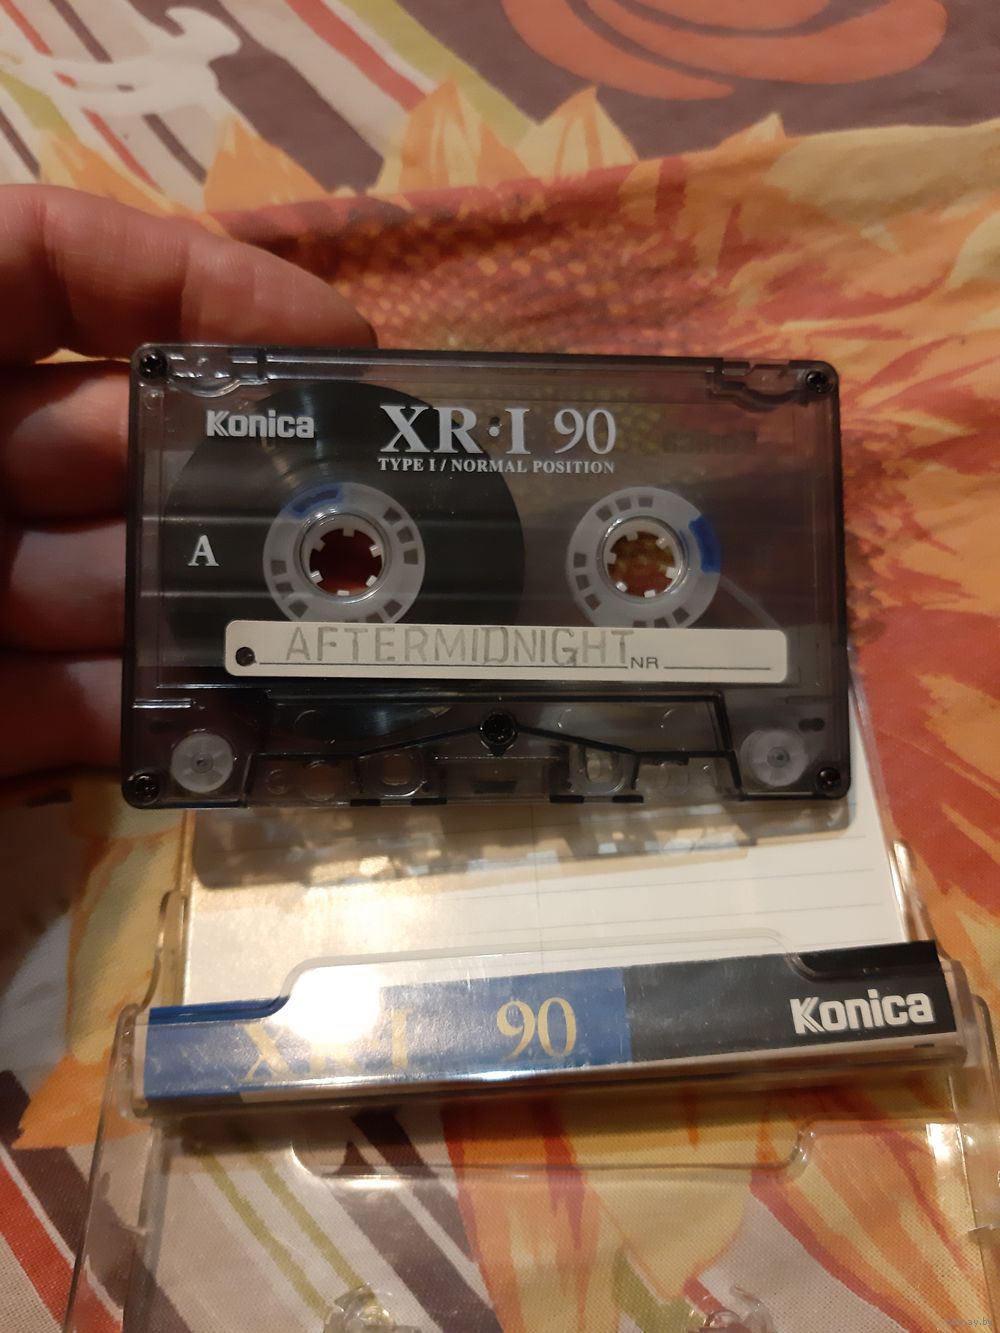 Konica
XR·I 90
TYPE I / NORMAL POSITION
A
AFTERMIDNIGHT NR
XR·I 90 Konica